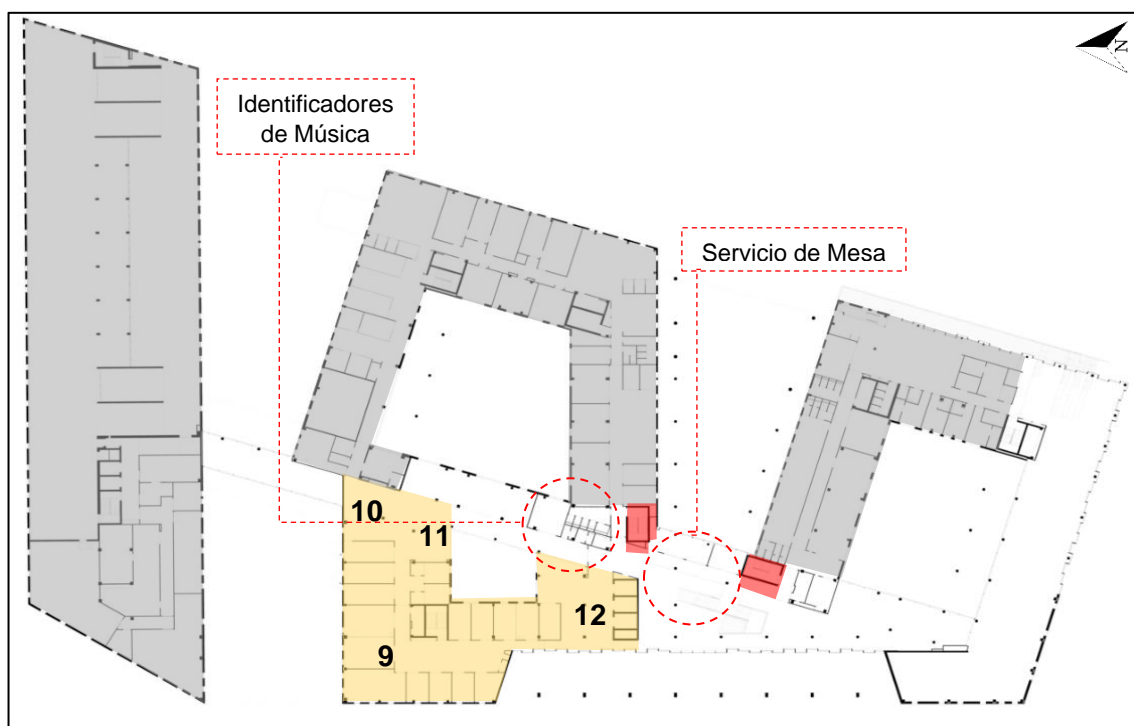 N
Identificadores
de Música
Servicio de Mesa
10
11
12
9